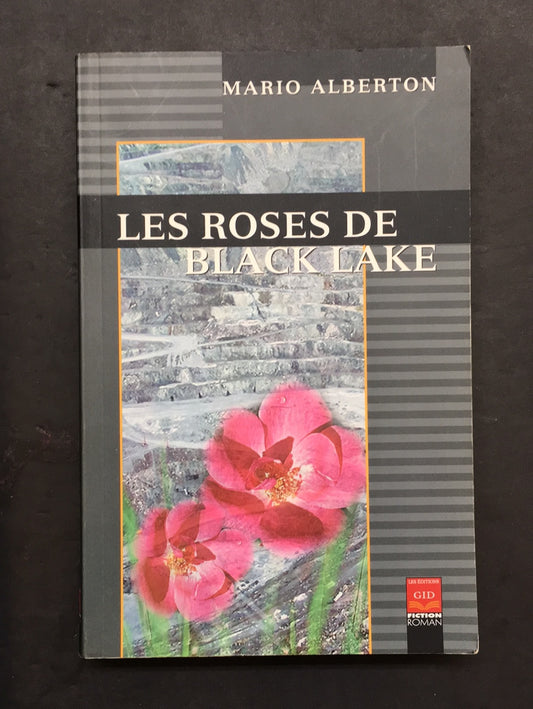 MARIO ALBERTON
LES ROSES DE
BLACK LAKE
LES ÉDITIONS
GID
FICTION
ROMAN